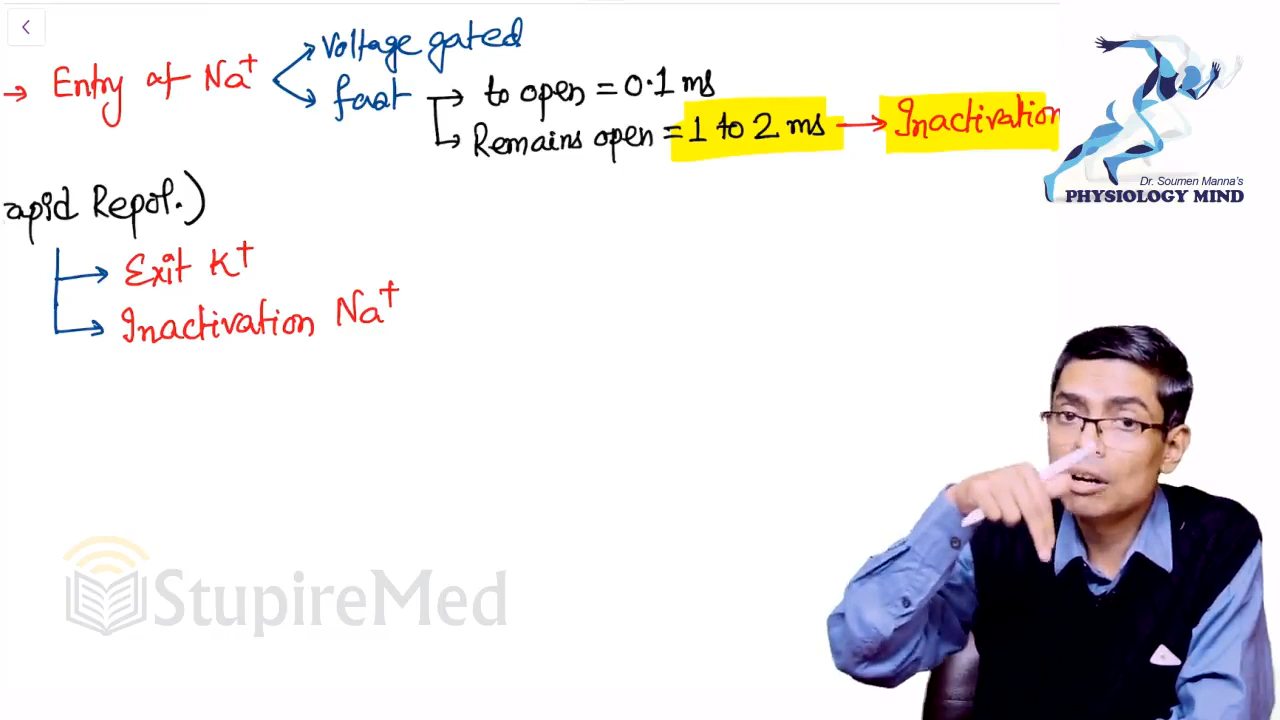 → Entry of Na⁺
Voltage gated
fast → to open = 0.1 ms
Remains open = 1 to 2 ms → Inactivation
apid Repol.)
Exit K⁺
Inactivation Na⁺
Dr. Soumen Manna's
PHYSIOLOGY MIND
StupireMed